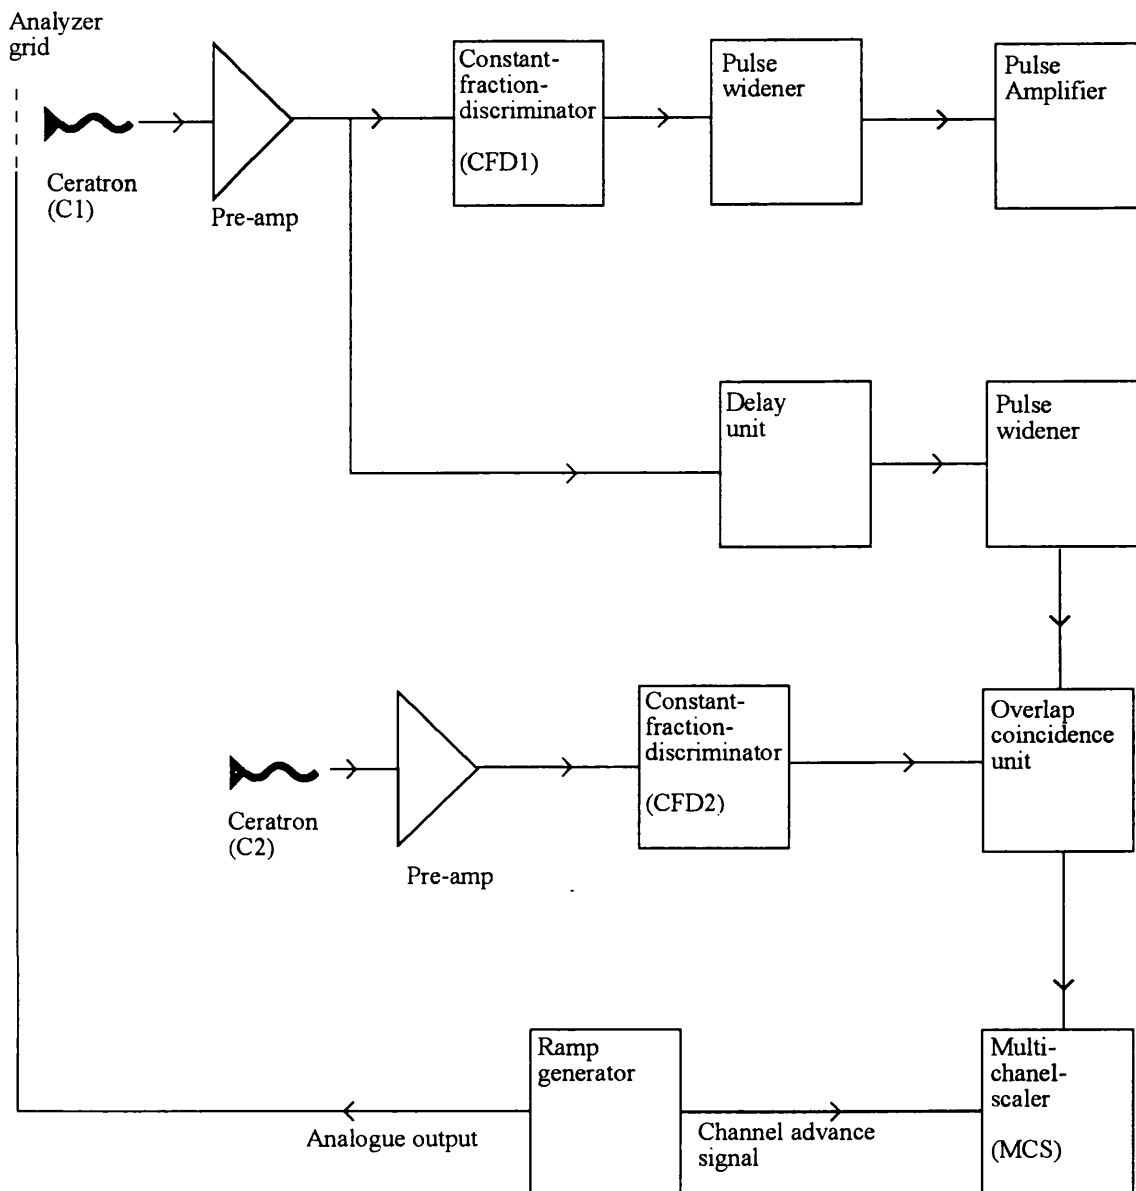 Analyzer
grid
Ceratron
(C1)
Pre-amp
Constant-
fraction-
discriminator
(CFD1)
Pulse
widener
Pulse
Amplifier
Delay
unit
Pulse
widener
Ceratron
(C2)
Pre-amp
Constant-
fraction-
discriminator
(CFD2)
Overlap
coincidence
unit
Ramp
generator
Analogue output
Channel advance
signal
Multi-
chanel-
scaler
(MCS)